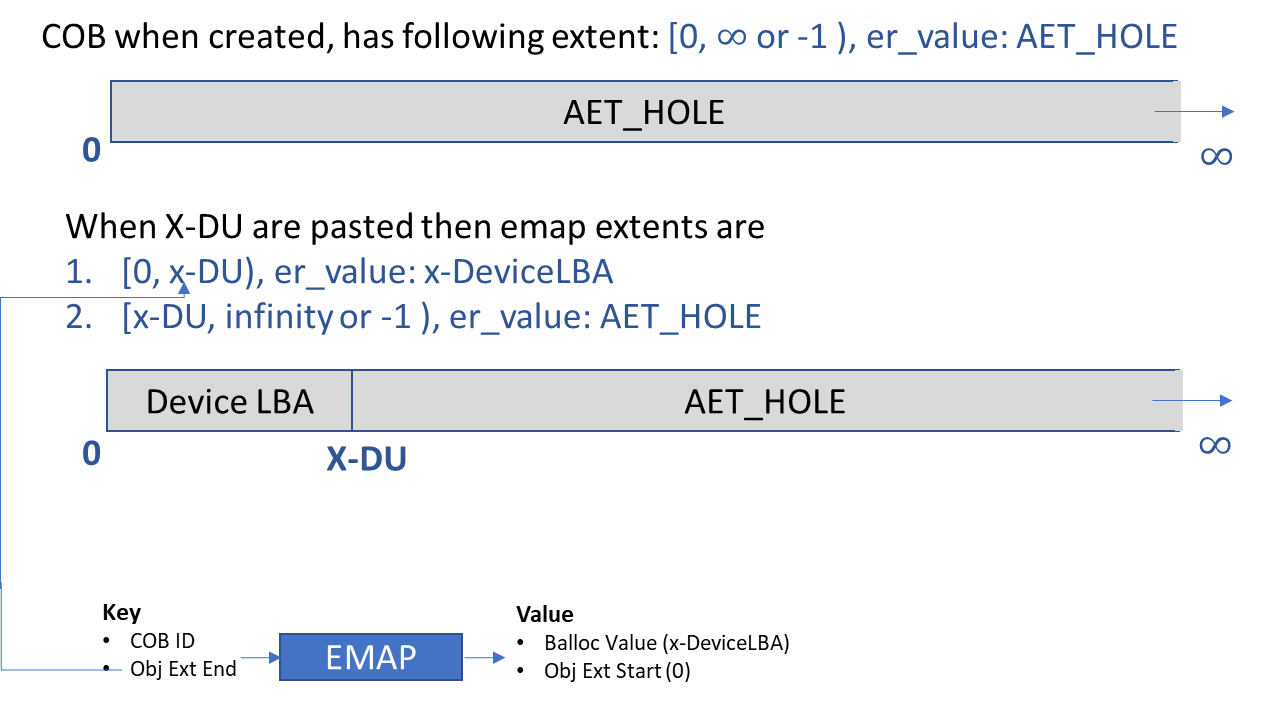 COB when created, has following extent: [0, ∞ or -1 ), er_value: AET_HOLE
AET_HOLE
0
∞
When X-DU are pasted then emap extents are
1. [0, x-DU), er_value: x-DeviceLBA
2. [x-DU, infinity or -1 ), er_value: AET_HOLE
Device LBA
AET_HOLE
0
X-DU
∞
Key
• COB ID
• Obj Ext End
EMAP
Value
• Balloc Value (x-DeviceLBA)
• Obj Ext Start (0)